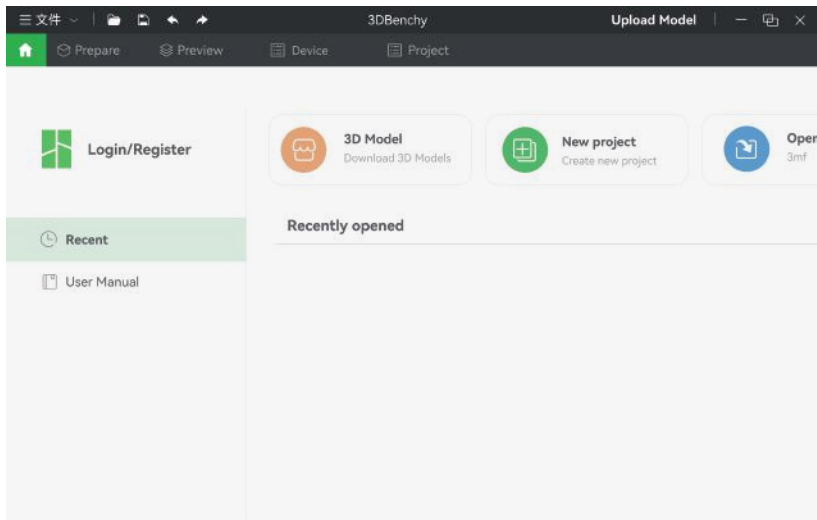 文件 3DBenchy Upload Model
Prepare Preview Device Project
Login/Register
3D Model
Download 3D Models
New project
Create new project
Open
3mf
Recently opened
Recent
User Manual